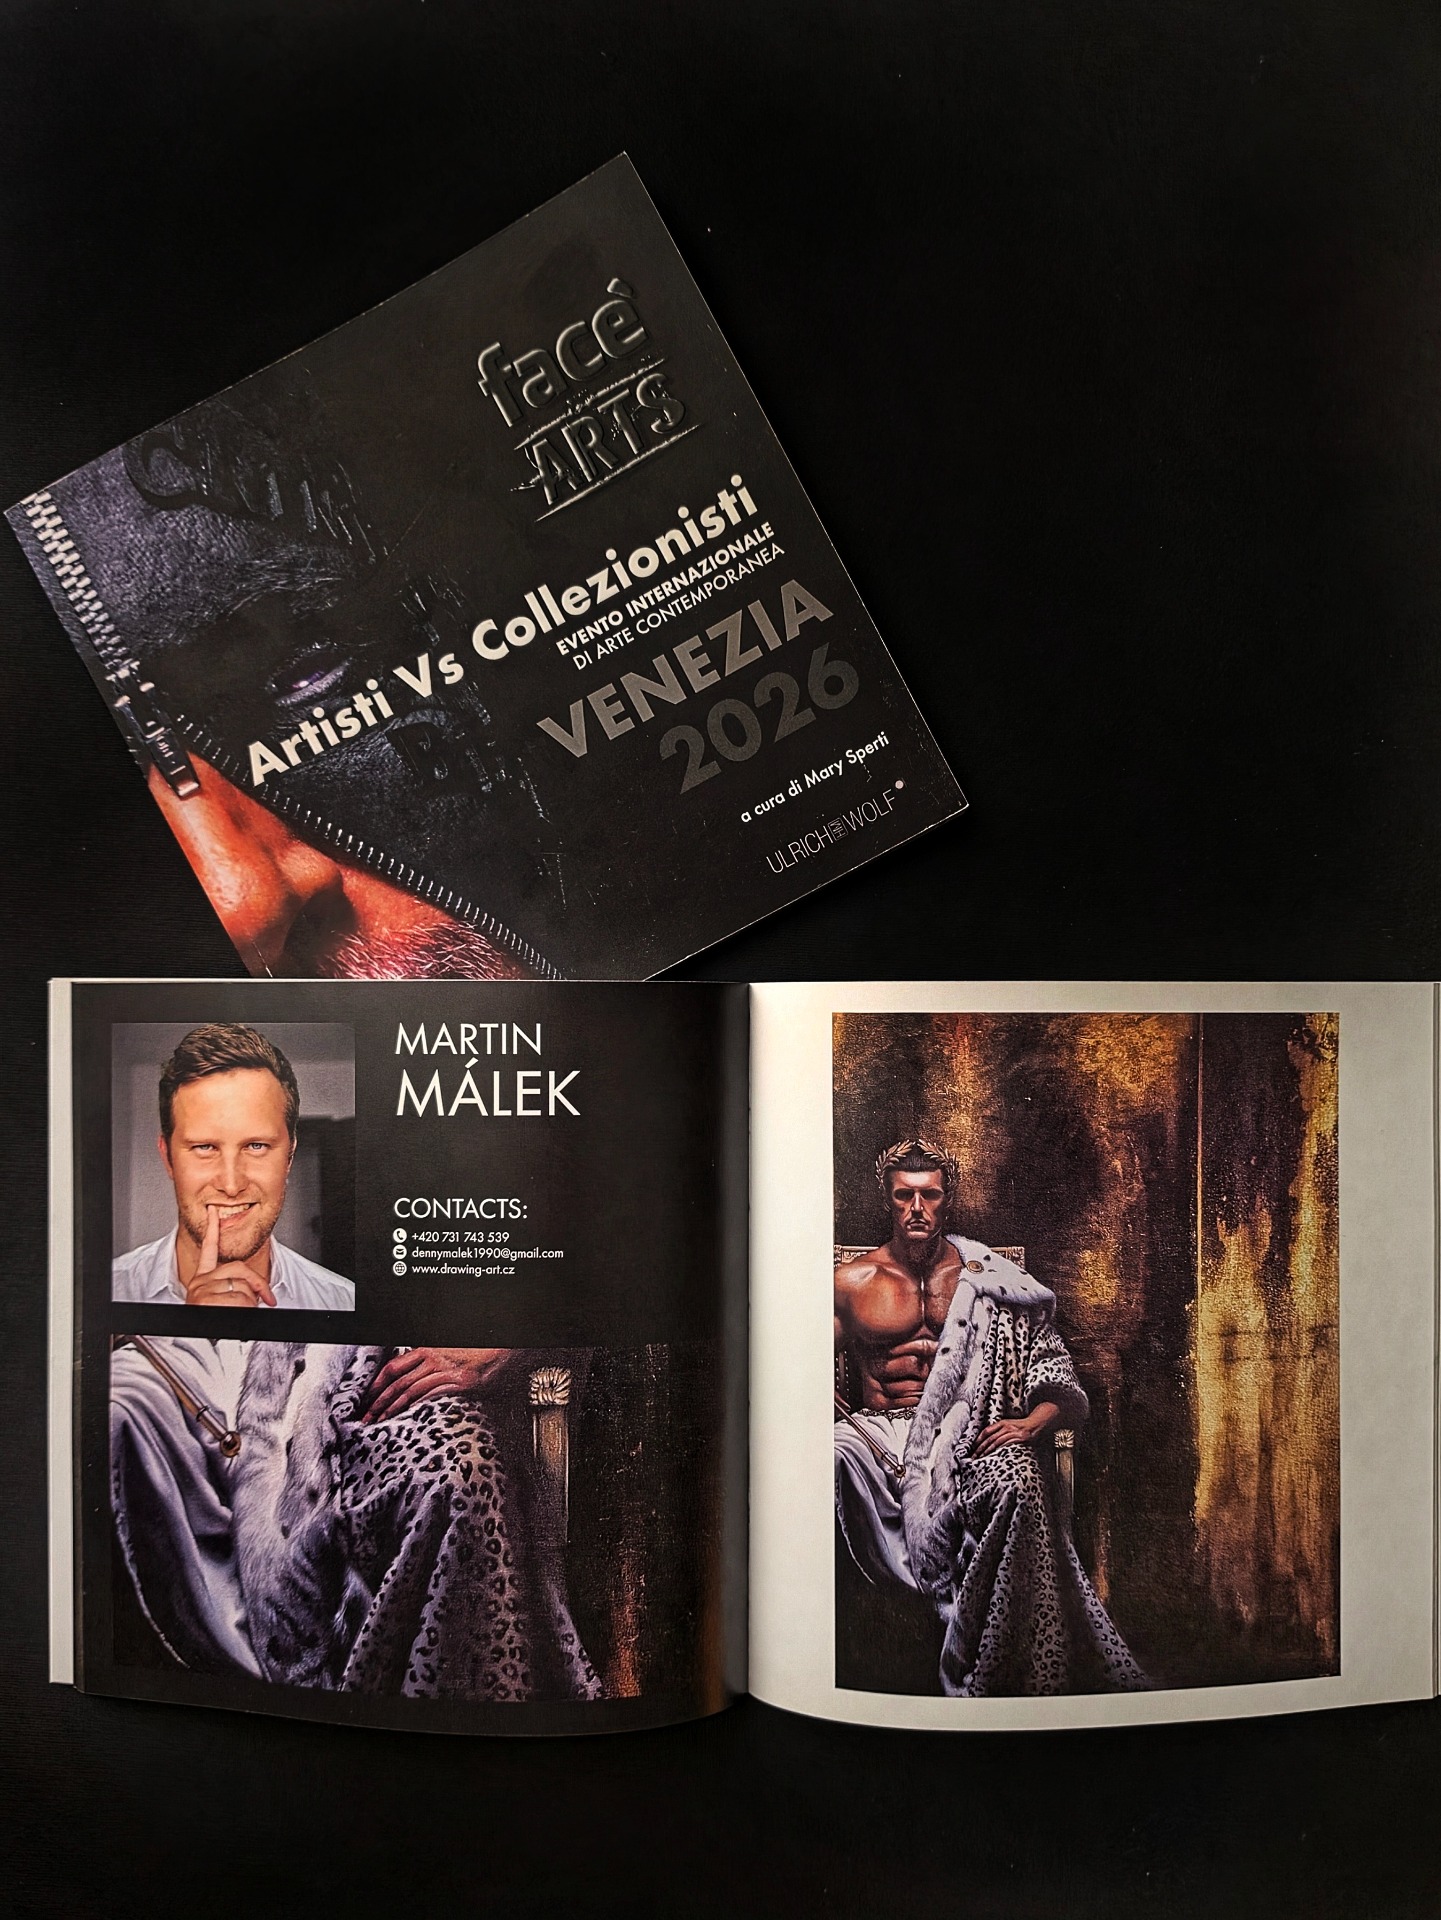 facè
ARTS
Artisti Vs Collezionisti
EVENTO INTERNAZIONALE
DI ARTE CONTEMPORANEA
VENEZIA
2026
a cura di Mary Sperti
ULRICH WOLF
MARTIN
MÁLEK
CONTACTS:
+420 731 743 539
dennymalek1990@gmail.com
www.drawing-art.cz